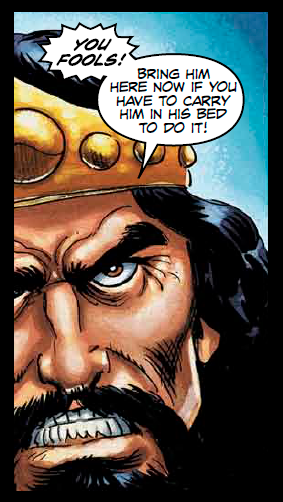 YOU
FOOLS!
BRING HIM
HERE NOW IF YOU
HAVE TO CARRY
HIM IN HIS BED
TO DO IT!